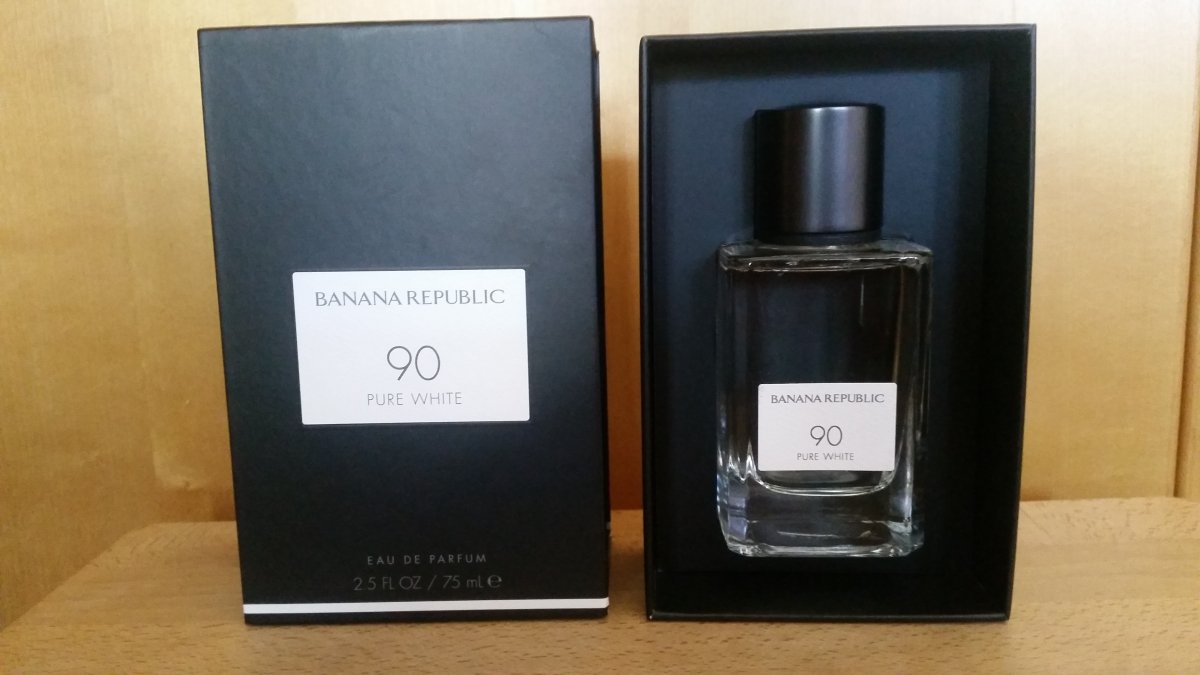 BANANA REPUBLIC
90
PURE WHITE
EAU DE PARFUM
2.5 FL OZ / 75 mL ℮
BANANA REPUBLIC
90
PURE WHITE